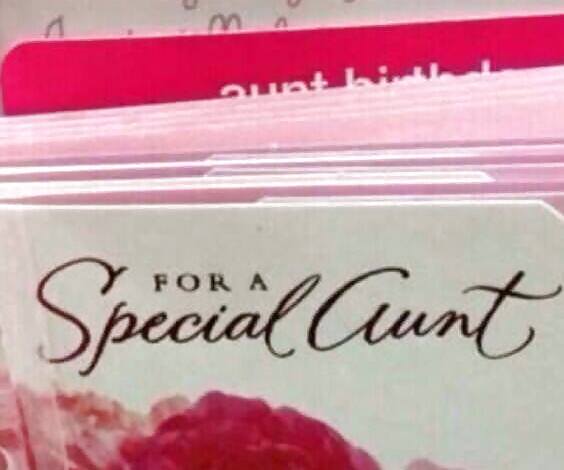 aunt birthd
FOR A
Special Aunt